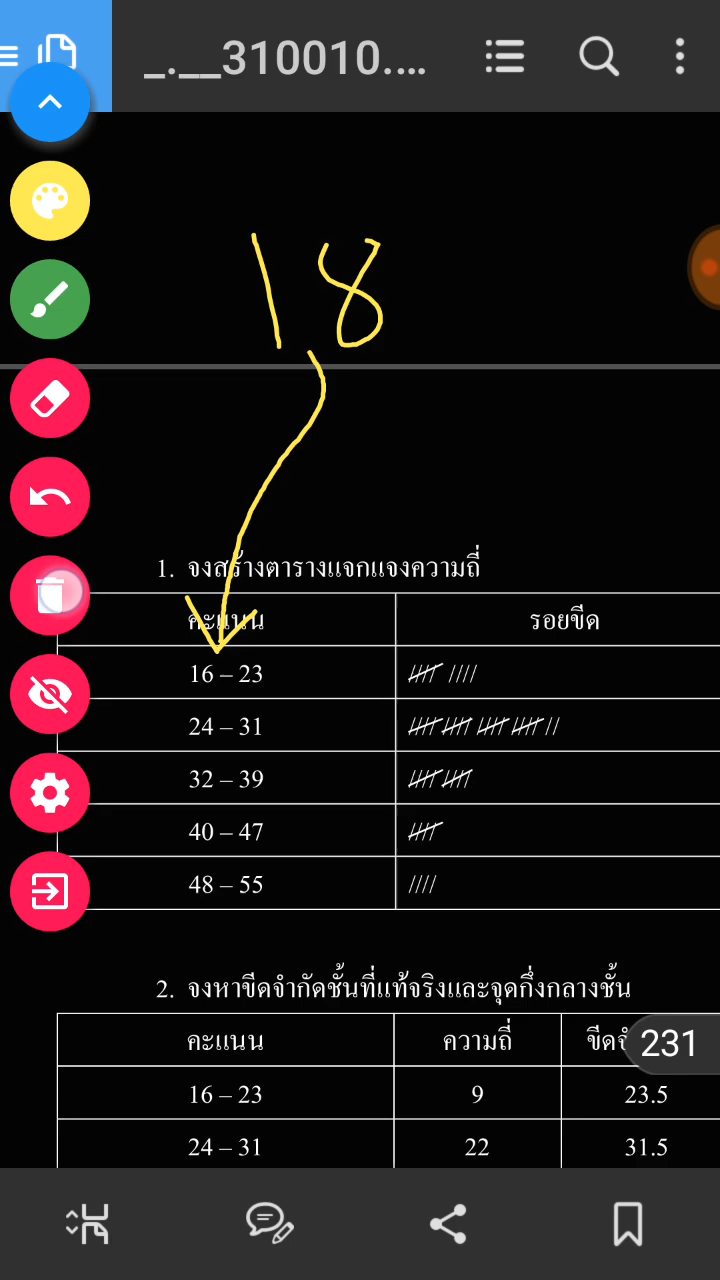 _.__310010....
18
1. จงสร้างตารางแจกแจงความถี่
คะแนน รอยขีด
16 – 23 //// ////
24 – 31 //// //// //// //// //
32 – 39 //// ////
40 – 47 ////
48 – 55 ////
2. จงหาขีดจำกัดชั้นที่แท้จริงและจุดกึ่งกลางชั้น
คะแนน ความถี่ ขีดจ
231
16 – 23 9 23.5
24 – 31 22 31.5